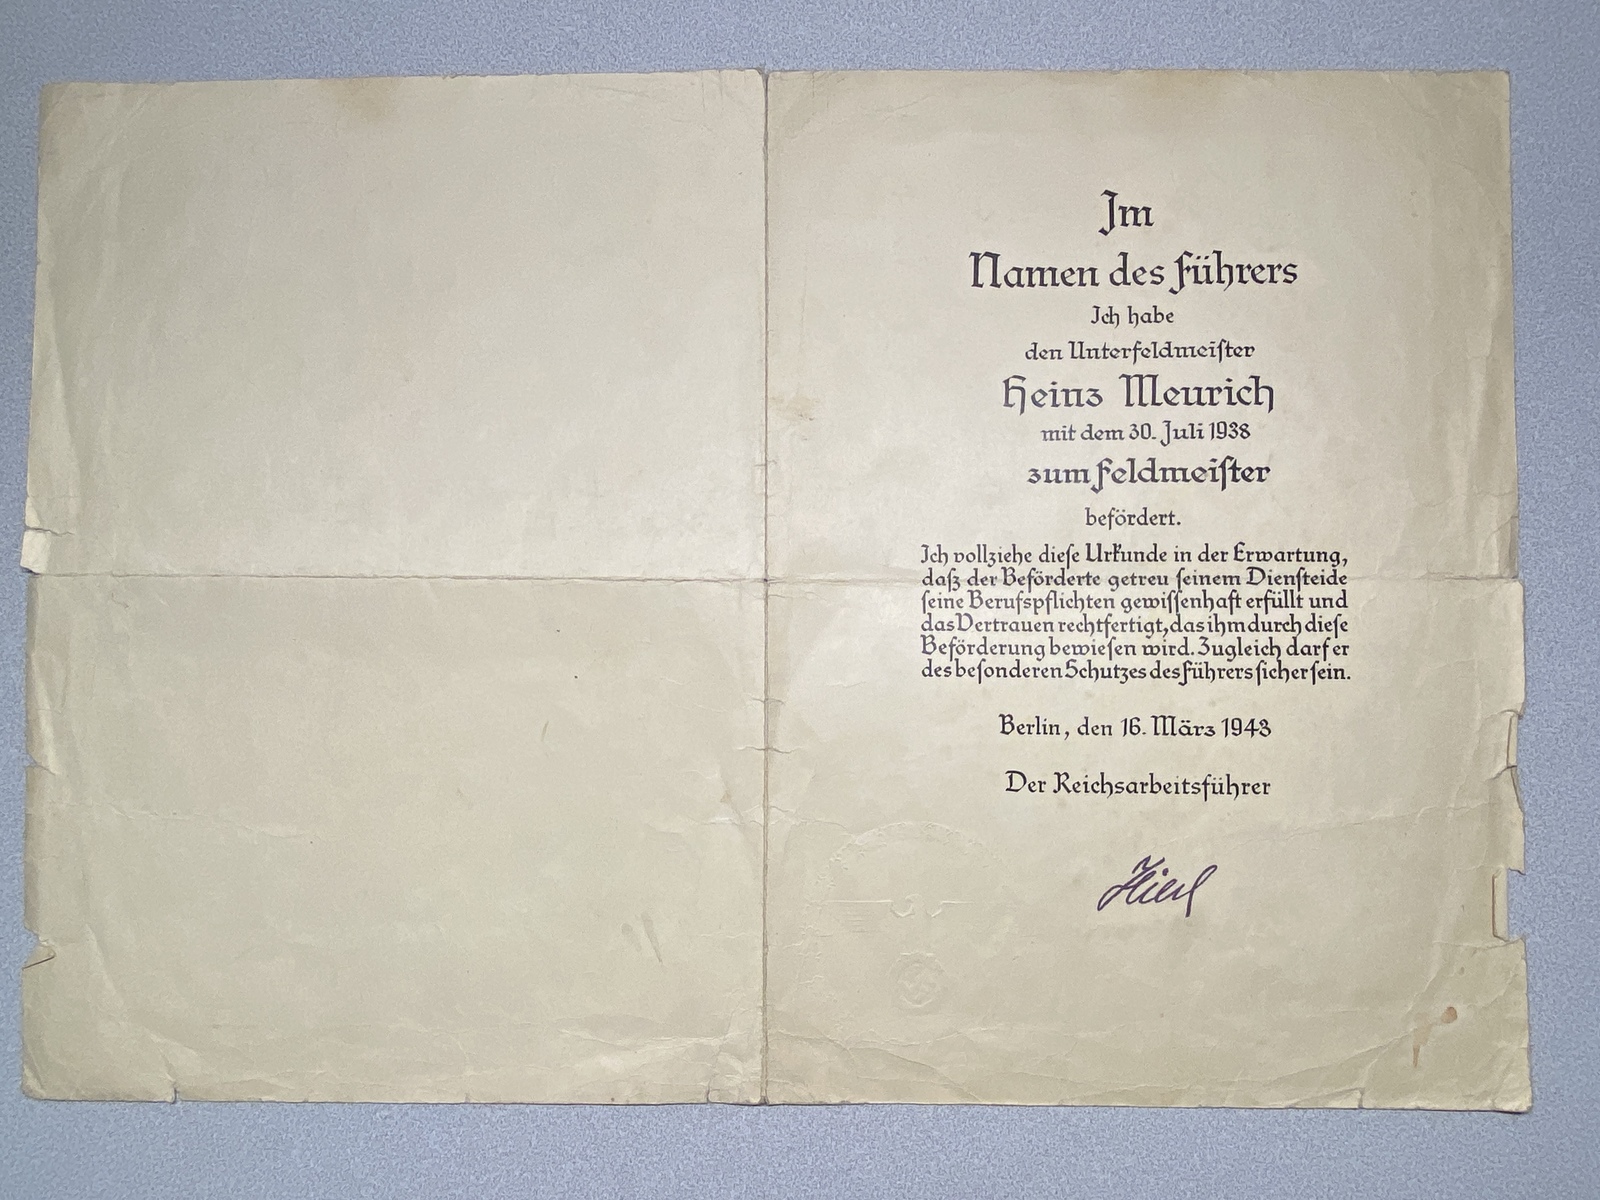 Im
Namen des Führers
Ich habe
den Unterfeldmeiſter
Heinz Meurich
mit dem 30. Juli 1938
zum Feldmeiſter
befördert.
Ich vollziehe dieſe Urkunde in der Erwartung,
daß der Beförderte getreu ſeinem Dienſteide
ſeine Berufspflichten gewiſſenhaft erfüllt und
das Vertrauen rechtfertigt, das ihm durch dieſe
Beförderung bewieſen wird. Zugleich darf er
des beſonderen Schutzes des Führers ſicher ſein.
Berlin, den 16. März 1943
Der Reichsarbeitsführer
Hierl